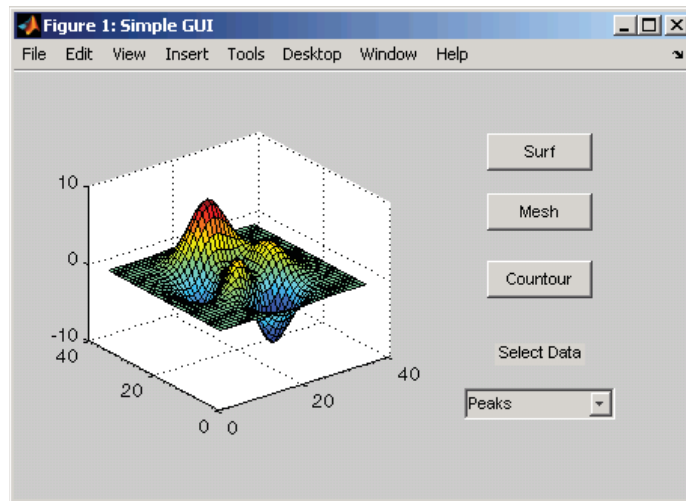 Figure 1: Simple GUI
File Edit View Insert Tools Desktop Window Help
Surf
Mesh
Countour
Select Data
Peaks
10
0
-10
40
20
0
0
20
40